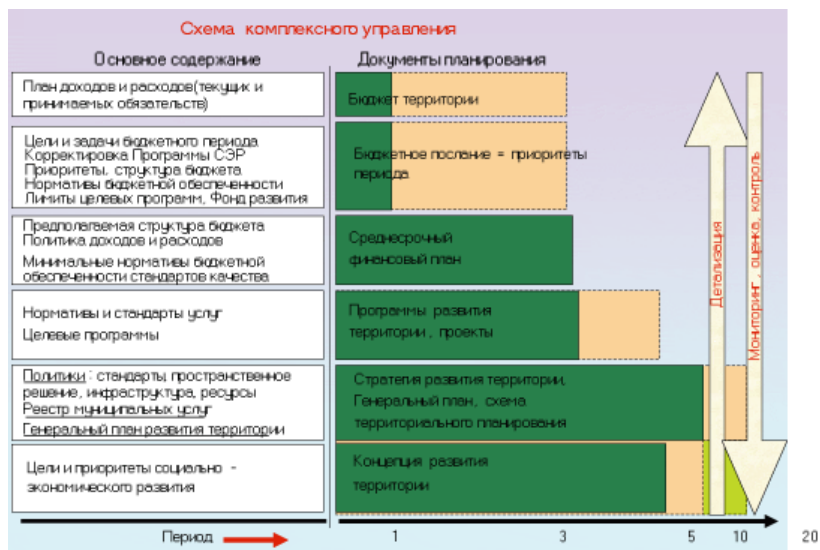 Схема комплексного управления
Основное содержание
Документы планирования
План доходов и расходов(текущих и
принимаемых обязательств)
Бюджет территории
Цели и задачи бюджетного периода
Корректировка Программы СЭР
Приоритеты, структура бюджета
Нормативы бюджетной обеспеченности
Лимиты целевых программ, Фонд развития
Бюджетное послание = приоритеты
периода
Предполагаемая структура бюджета
Политика доходов и расходов
Минимальные нормативы бюджетной
обеспеченности стандартов качества
Среднесрочный
финансовый план
Нормативы и стандарты услуг
Целевые программы
Программы развития
территории, проекты
Политики: стандарты, пространственное
решение, инфраструктура, ресурсы
Реестр муниципальных услуг
Генеральный план развития территории
Стратегия развития территории,
Генеральный план, схема
территориального планирования
Цели и приоритеты социально -
экономического развития
Концепция развития
территории
Детализация
Мониторинг, оценка, контроль
Период
1 3 5 10 20